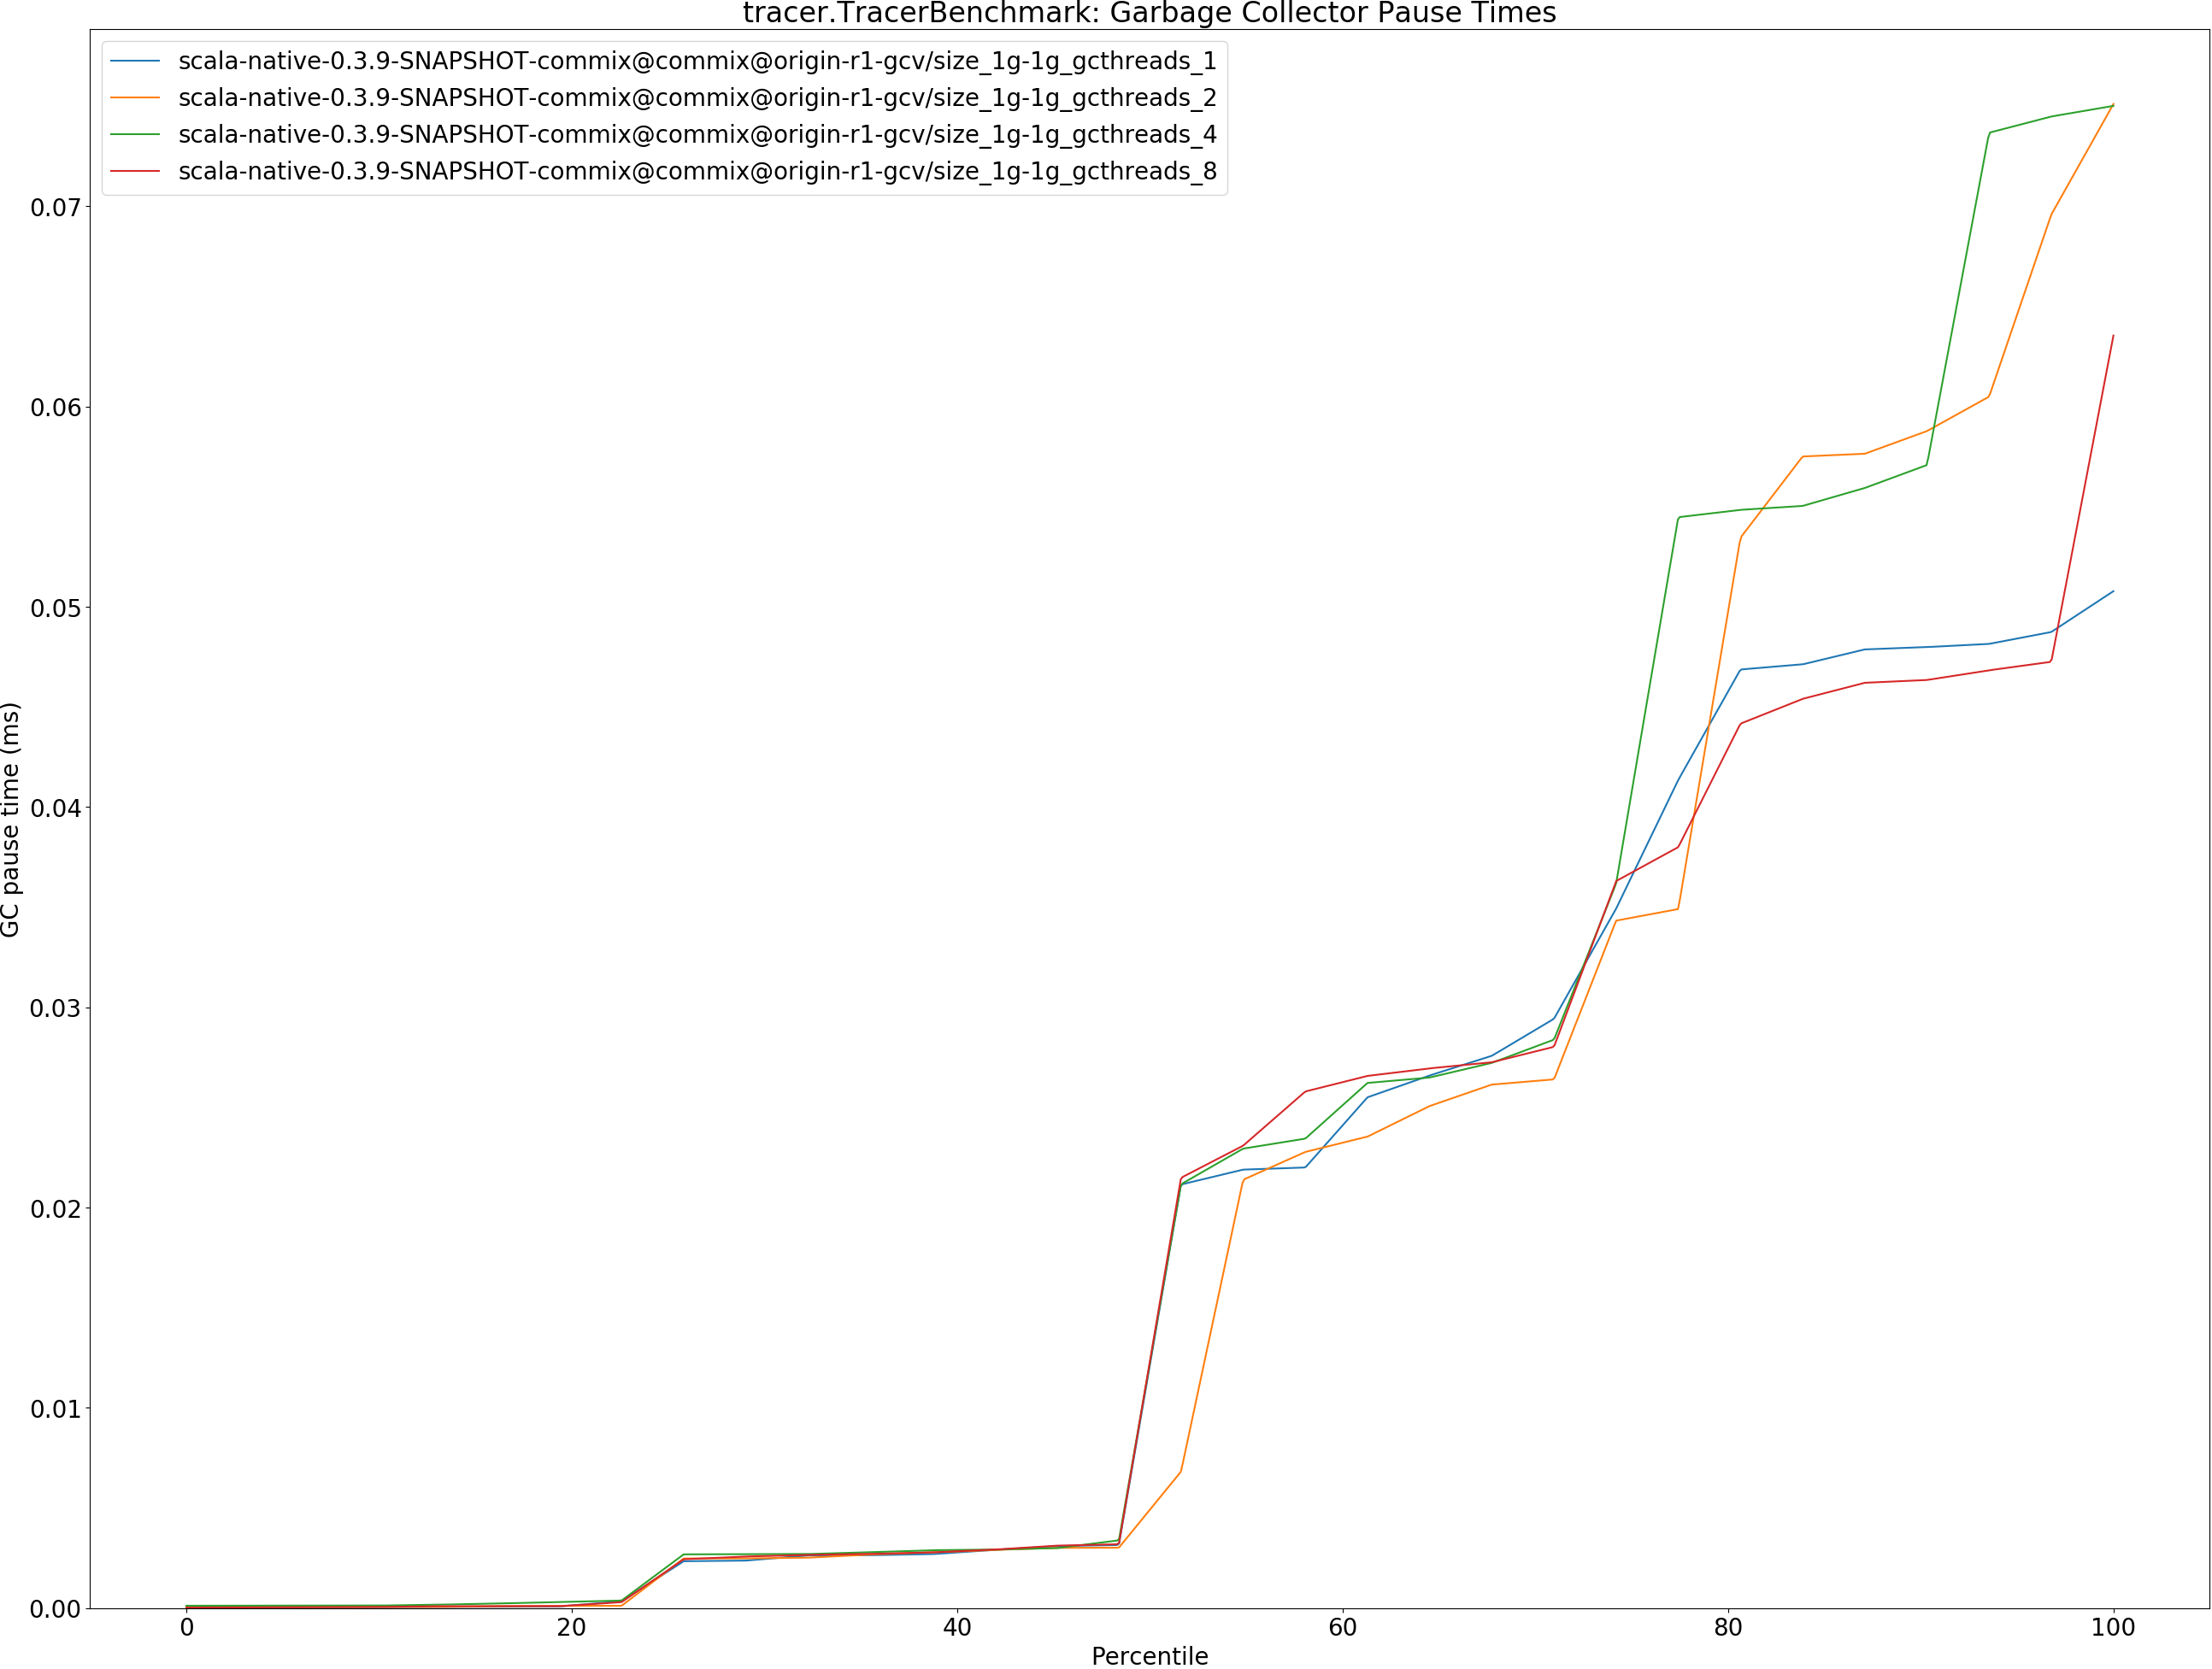 tracer.TracerBenchmark: Garbage Collector Pause Times
scala-native-0.3.9-SNAPSHOT-commix@commix@origin-r1-gcv/size_1g-1g_gcthreads_1
scala-native-0.3.9-SNAPSHOT-commix@commix@origin-r1-gcv/size_1g-1g_gcthreads_2
scala-native-0.3.9-SNAPSHOT-commix@commix@origin-r1-gcv/size_1g-1g_gcthreads_4
scala-native-0.3.9-SNAPSHOT-commix@commix@origin-r1-gcv/size_1g-1g_gcthreads_8
GC pause time (ms)
0.07
0.06
0.05
0.04
0.03
0.02
0.01
0.00
0 20 40 60 80 100
Percentile